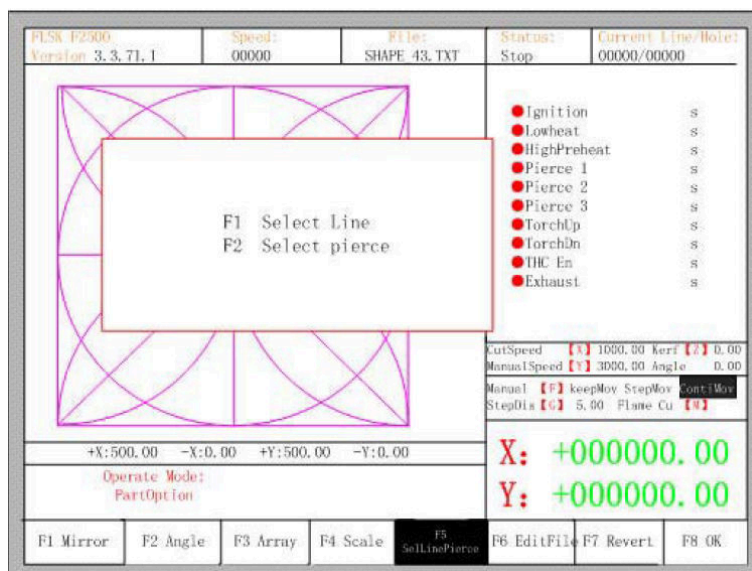 FLSK F2500
Version 3.3.71.1
Speed:
00000
File:
SHAPE_43.TXT
Status:
Stop
Current Line/Hole:
00000/00000
F1 Select Line
F2 Select pierce
Ignition s
Lowheat s
HighPreheat s
Pierce 1 s
Pierce 2 s
Pierce 3 s
TorchUp s
TorchDn s
THC En s
Exhaust s
CutSpeed 【X】 1000.00 Kerf 【Z】 0.00
ManualSpeed 【Y】 3000.00 Angle 0.00
Manual 【F】 keepMov StepMov ContiMov
StepDis 【G】 5.00 Flame Cu 【M】
+X:500.00 -X:0.00 +Y:500.00 -Y:0.00
Operate Mode:
PartOption
X: +000000.00
Y: +000000.00
F1 Mirror
F2 Angle
F3 Array
F4 Scale
F5
SelLinePierce
F6 EditFile
F7 Revert
F8 OK